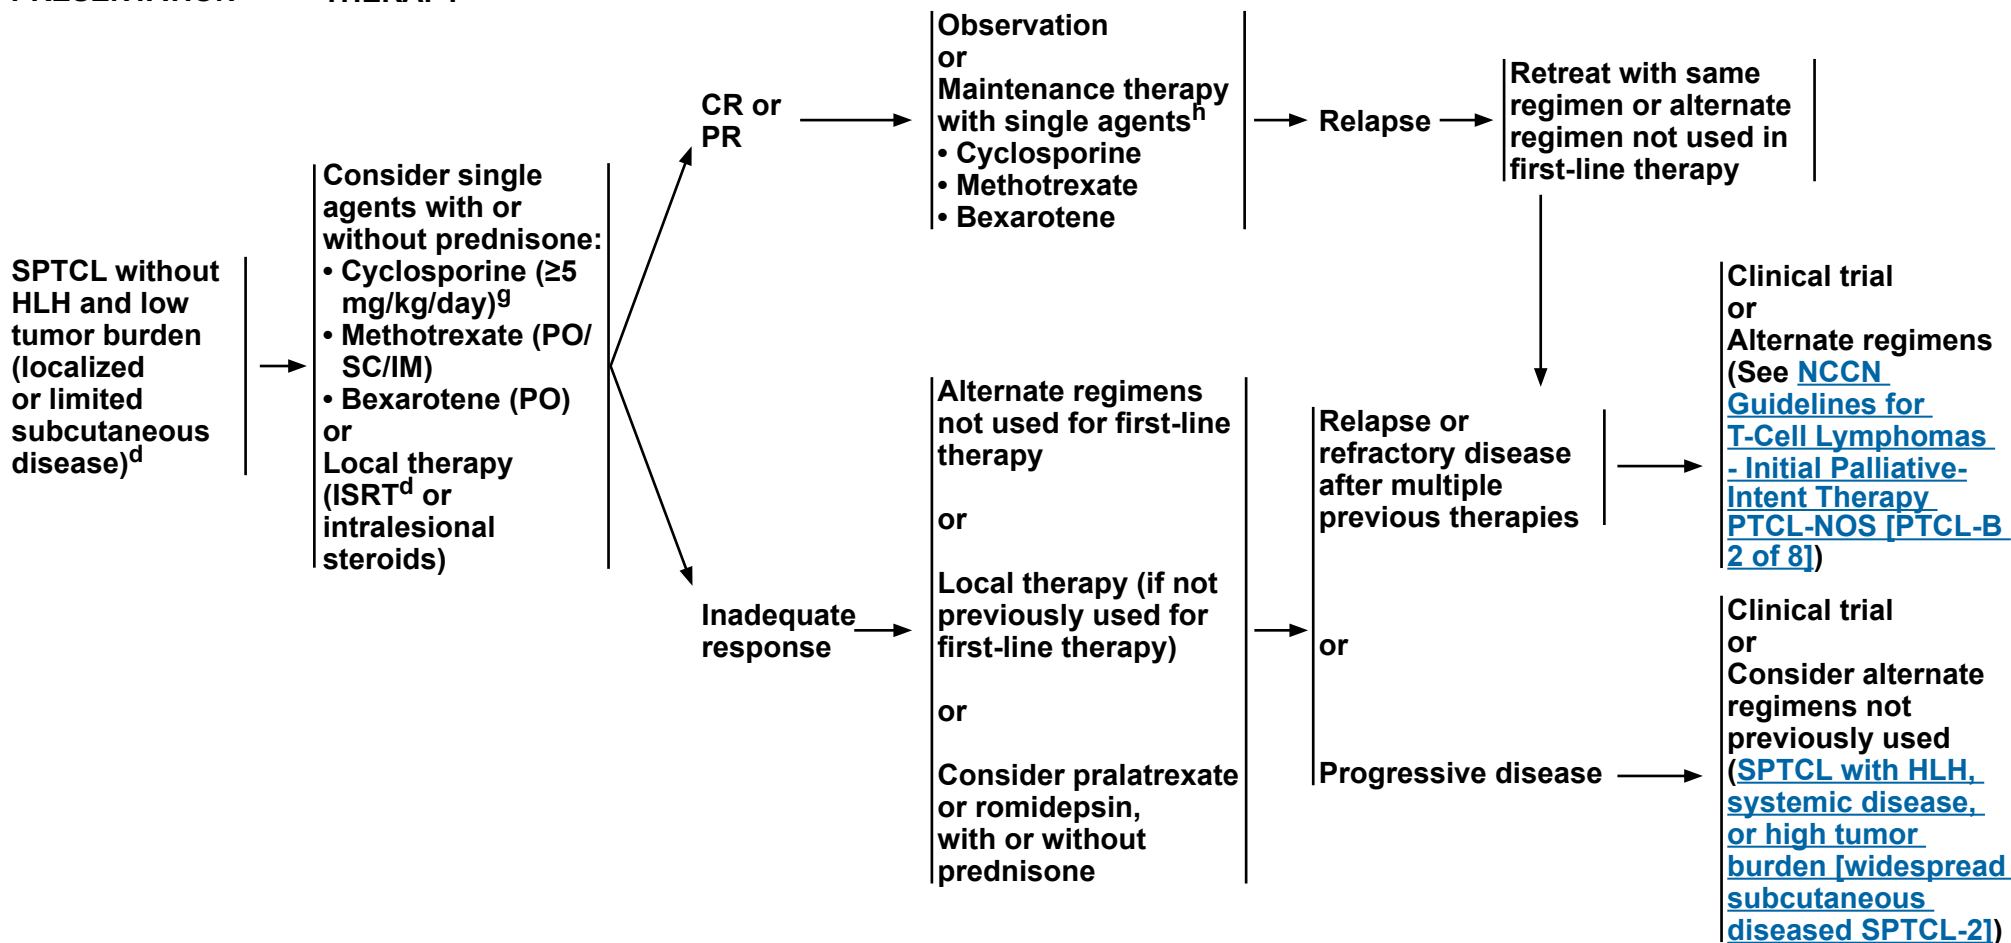 SPTCL without
HLH and low
tumor burden
(localized
or limited
subcutaneous
disease)d
Consider single
agents with or
without prednisone:
• Cyclosporine (≥5
mg/kg/day)g
• Methotrexate (PO/
SC/IM)
• Bexarotene (PO)
or
Local therapy
(ISRTd or
intralesional
steroids)
CR or
PR
Observation
or
Maintenance therapy
with single agentsh
• Cyclosporine
• Methotrexate
• Bexarotene
Relapse
Retreat with same
regimen or alternate
regimen not used in
first-line therapy
Inadequate
response
Alternate regimens
not used for first-line
therapy
or
Local therapy (if not
previously used for
first-line therapy)
or
Consider pralatrexate
or romidepsin,
with or without
prednisone
Relapse or
refractory disease
after multiple
previous therapies
or
Progressive disease
Clinical trial
or
Alternate regimens
(See NCCN
Guidelines for
T-Cell Lymphomas
- Initial Palliative-
Intent Therapy
PTCL-NOS [PTCL-B
2 of 8])
Clinical trial
or
Consider alternate
regimens not
previously used
(SPTCL with HLH,
systemic disease,
or high tumor
burden [widespread
subcutaneous
diseased SPTCL-2])